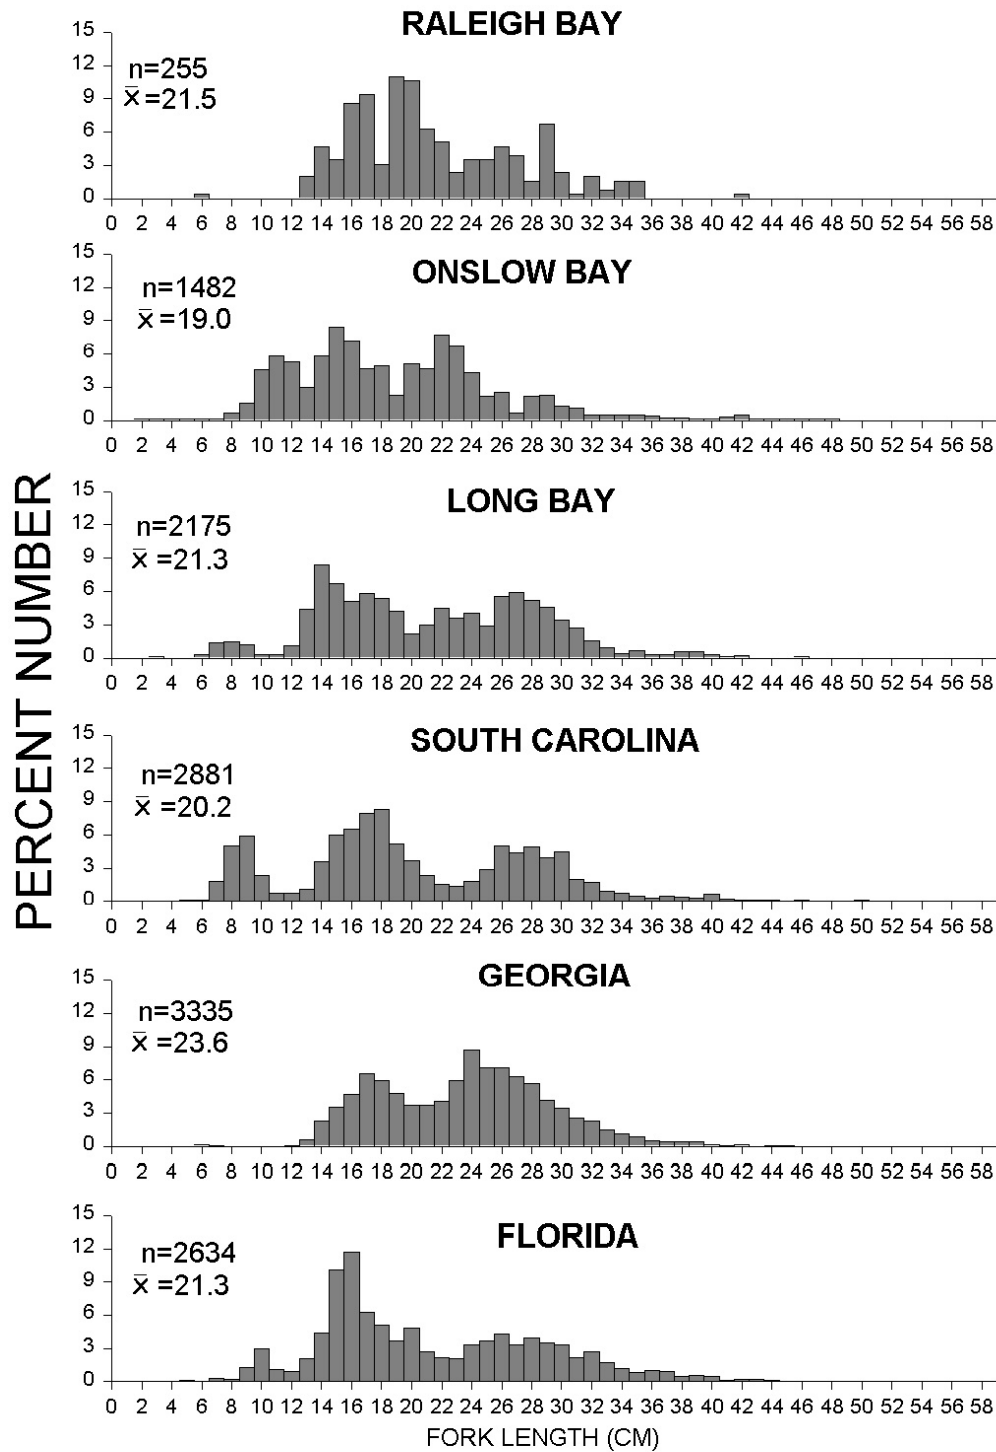 RALEIGH BAY
15
12
9
6
3
0
n=255
x̄ =21.5
0 2 4 6 8 10 12 14 16 18 20 22 24 26 28 30 32 34 36 38 40 42 44 46 48 50 52 54 56 58
ONSLOW BAY
15
12
9
6
3
0
n=1482
x̄ =19.0
0 2 4 6 8 10 12 14 16 18 20 22 24 26 28 30 32 34 36 38 40 42 44 46 48 50 52 54 56 58
LONG BAY
15
12
9
6
3
0
n=2175
x̄ =21.3
0 2 4 6 8 10 12 14 16 18 20 22 24 26 28 30 32 34 36 38 40 42 44 46 48 50 52 54 56 58
PERCENT NUMBER
SOUTH CAROLINA
15
12
9
6
3
0
n=2881
x̄ =20.2
0 2 4 6 8 10 12 14 16 18 20 22 24 26 28 30 32 34 36 38 40 42 44 46 48 50 52 54 56 58
GEORGIA
15
12
9
6
3
0
n=3335
x̄ =23.6
0 2 4 6 8 10 12 14 16 18 20 22 24 26 28 30 32 34 36 38 40 42 44 46 48 50 52 54 56 58
FLORIDA
15
12
9
6
3
0
n=2634
x̄ =21.3
0 2 4 6 8 10 12 14 16 18 20 22 24 26 28 30 32 34 36 38 40 42 44 46 48 50 52 54 56 58
FORK LENGTH (CM)